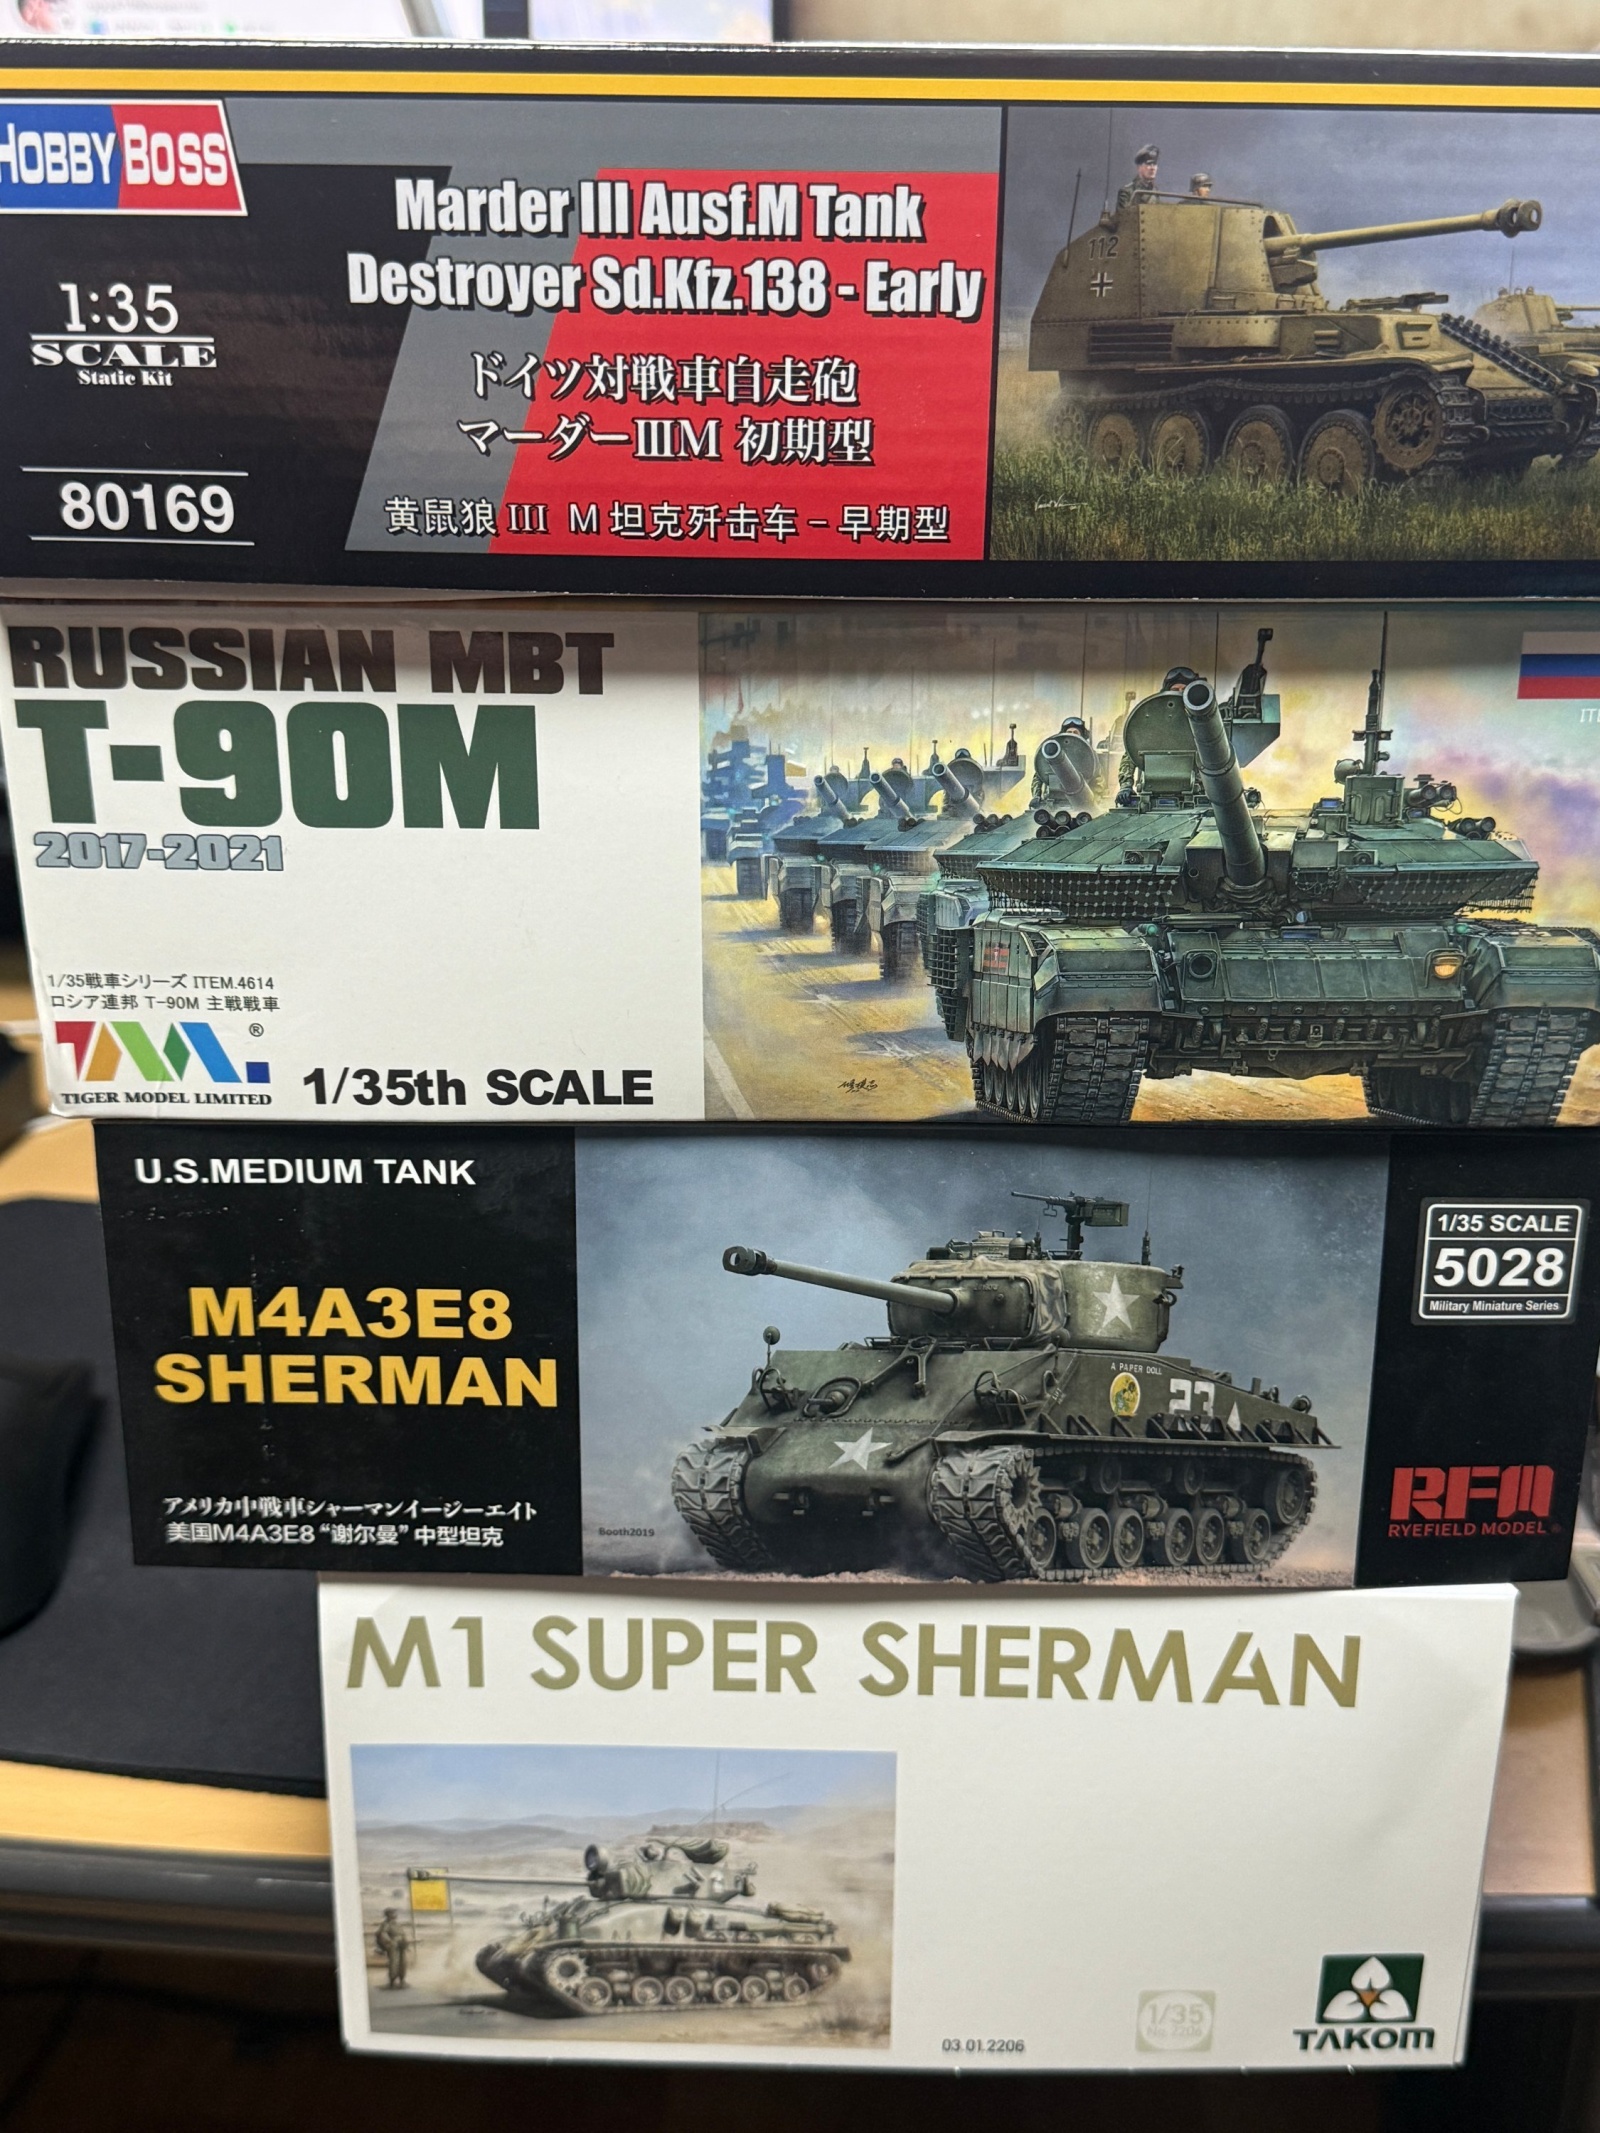 HOBBY BOSS
1:35
SCALE
Static Kit
80169
Marder III Ausf.M Tank
Destroyer Sd.Kfz.138 - Early
ドイツ対戦車自走砲
マーダーⅢM 初期型
黄鼠狼 III M 坦克歼击车 - 早期型
112
RUSSIAN MBT
T-90M
2017-2021
1/35戦車シリーズ ITEM.4614
ロシア連邦 T-90M 主戦戦車
®
TIGER MODEL LIMITED
1/35th SCALE
U.S.MEDIUM TANK
M4A3E8
SHERMAN
アメリカ中戦車シャーマンイージーエイト
美国M4A3E8“谢尔曼”中型坦克
A PAPER DOLL
23
Booth2019
1/35 SCALE
5028
Military Miniature Series
RFM
RYEFIELD MODEL
M1 SUPER SHERMAN
03.01.2206
1/35
No.2206
TAKOM